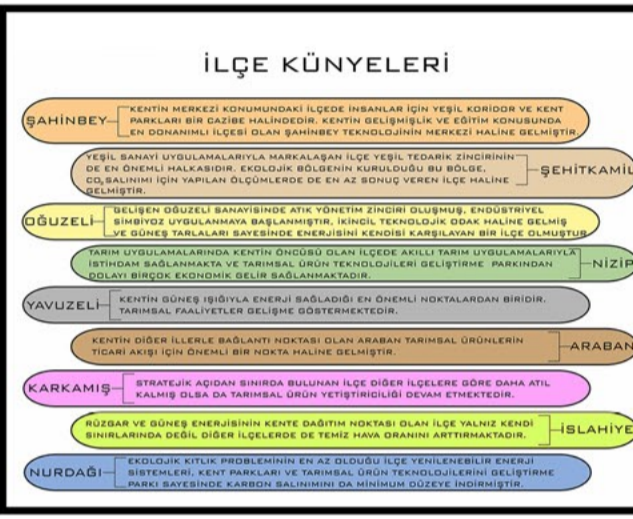 İLÇE KÜNYELERİ
ŞAHİNBEY
KENTİN MERKEZİ KONUMUNDAKİ İLÇEDE İNSANLAR İÇİN YEŞİL KORİDOR VE KENT
PARKLARI BİR CAZİBE HALİNDEDİR. KENTİN GELİŞMİŞLİK VE EĞİTİM KONUSUNDA
EN DONANIMLI İLÇESİ OLAN ŞAHİNBEY TEKNOLOJİNİN MERKEZİ HALİNE GELMİŞTİR.
YEŞİL SANAYİ UYGULAMALARIYLA MARKALAŞAN İLÇE YEŞİL TEDARİK ZİNCİRİNİN
DE EN ÖNEMLİ HALKASIDIR. EKOLOJİK BÖLGENİN KURULDUĞU BU BÖLGE,
CO₂SALINIMI İÇİN YAPILAN ÖLÇÜMLERDE DE EN AZ SONUÇ VEREN İLÇE HALİNE
GELMİŞTİR.
ŞEHİTKAMİL
OĞUZELİ
GELİŞEN OĞUZELİ SANAYİSİNDE ATIK YÖNETİM ZİNCİRİ OLUŞMUŞ, ENDÜSTRİYEL
SİMBİYOZ UYGULANMAYA BAŞLANMIŞTIR. İKİNCİL TEKNOLOJİK ODAK HALİNE GELMİŞ
VE GÜNEŞ TARLALARI SAYESİNDE ENERJİSİNİ KENDİSİ KARŞILAYAN BİR İLÇE OLMUŞTUR
TARIM UYGULAMALARINDA KENTİN ÖNCÜSÜ OLAN İLÇEDE AKILLI TARIM UYGULAMALARIYLA
İSTİHDAM SAĞLANMAKTA VE TARIMSAL ÜRÜN TEKNOLOJİLERİ GELİŞTİRME PARKINDAN
DOLAYI BİRÇOK EKONOMİK GELİR SAĞLANMAKTADIR.
NİZİP
YAVUZELİ
KENTİN GÜNEŞ IŞIĞIYLA ENERJİ SAĞLADIĞI EN ÖNEMLİ NOKTALARDAN BİRİDİR.
TARIMSAL FAALİYETLER GELİŞME GÖSTERMEKTEDİR.
KENTİN DİĞER İLLERLE BAĞLANTI NOKTASI OLAN ARABAN TARIMSAL ÜRÜNLERİN
TİCARİ AKIŞI İÇİN ÖNEMLİ BİR NOKTA HALİNE GELMİŞTİR.
ARABAN
KARKAMIŞ
STRATEJİK AÇIDAN SINIRDA BULUNAN İLÇE DİĞER İLÇELERE GÖRE DAHA ATIL
KALMIŞ OLSA DA TARIMSAL ÜRÜN YETİŞTİRİCİLİĞİ DEVAM ETMEKTEDİR.
RÜZGAR VE GÜNEŞ ENERJİSİNİN KENTE DAĞITIM NOKTASI OLAN İLÇE YALNIZ KENDİ
SINIRLARINDA DEĞİL DİĞER İLÇELERDE DE TEMİZ HAVA ORANINI ARTTIRMAKTADIR.
İSLAHİYE
NURDAĞI
EKOLOJİK KITLIK PROBLEMİNİN EN AZ OLDUĞU İLÇE YENİLENEBİLİR ENERJİ
SİSTEMLERİ, KENT PARKLARI VE TARIMSAL ÜRÜN TEKNOLOJİLERİNİ GELİŞTİRME
PARKI SAYESİNDE KARBON SALINIMINI DA MİNİMUM DÜZEYE İNDİRMİŞTİR.